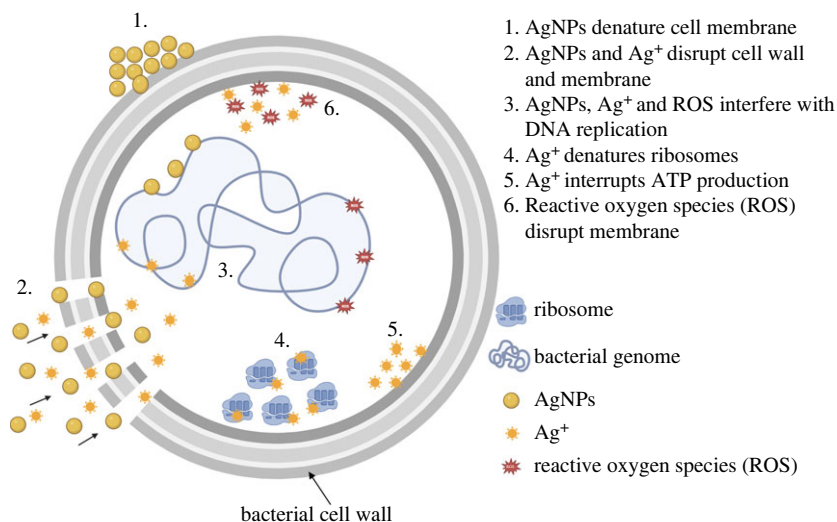 1.
1. AgNPs denature cell membrane
2. AgNPs and Ag⁺ disrupt cell wall
and membrane
3. AgNPs, Ag⁺ and ROS interfere with
DNA replication
4. Ag⁺ denatures ribosomes
5. Ag⁺ interrupts ATP production
6. Reactive oxygen species (ROS)
disrupt membrane
6.
3.
2.
4.
5.
ribosome
bacterial genome
AgNPs
Ag⁺
reactive oxygen species (ROS)
bacterial cell wall